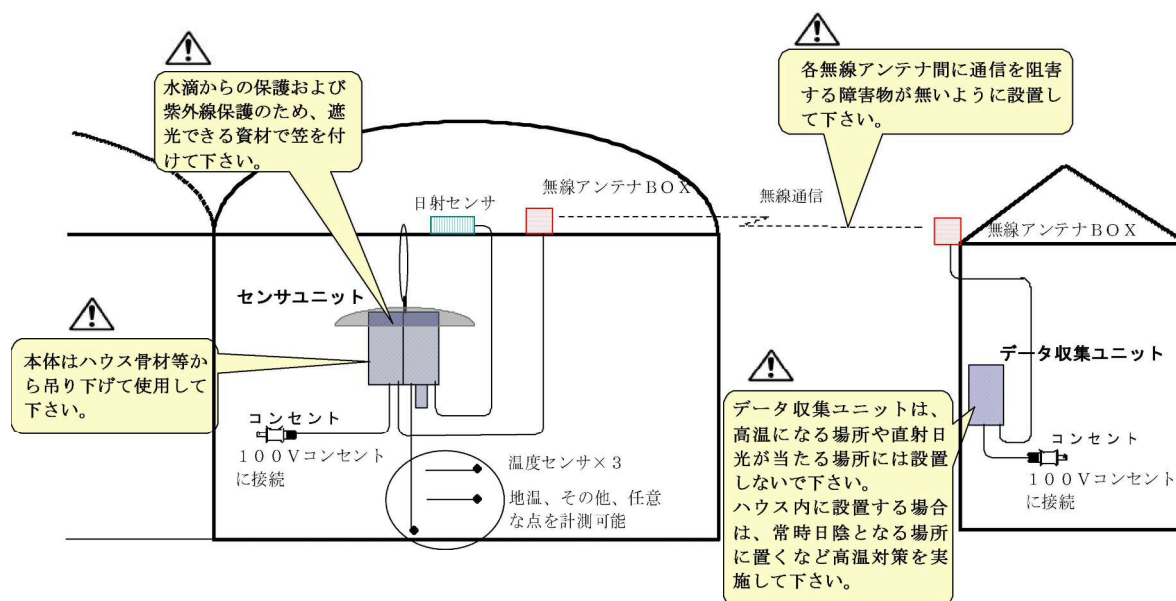 水滴からの保護および
紫外線保護のため、遮
光できる資材で笠を付
けて下さい。
各無線アンテナ間に通信を阻害
する障害物が無いように設置し
て下さい。
日射センサ
無線アンテナBOX
無線通信
無線アンテナBOX
センサユニット
本体はハウス骨材等か
ら吊り下げて使用して
下さい。
コンセント
100Vコンセント
に接続
温度センサ×3
地温、その他、任意
な点を計測可能
データ収集ユニット
データ収集ユニットは、
高温になる場所や直射日
光が当たる場所には設置
しないで下さい。
ハウス内に設置する場合
は、常時日陰となる場所
に置くなど高温対策を実
施して下さい。
コンセント
100Vコンセント
に接続